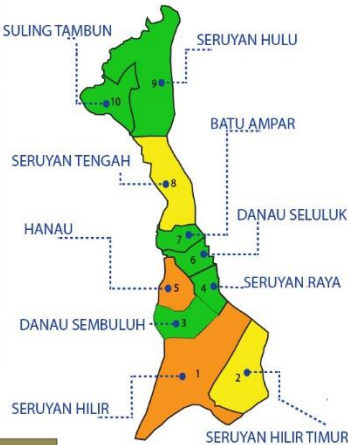 SULING TAMBUN
SERUYAN HULU
9
10
BATU AMPAR
SERUYAN TENGAH
8
DANAU SELULUK
HANAU
7
6
SERUYAN RAYA
5
4
DANAU SEMBULUH
3
1
2
SERUYAN HILIR
SERUYAN HILIR TIMUR